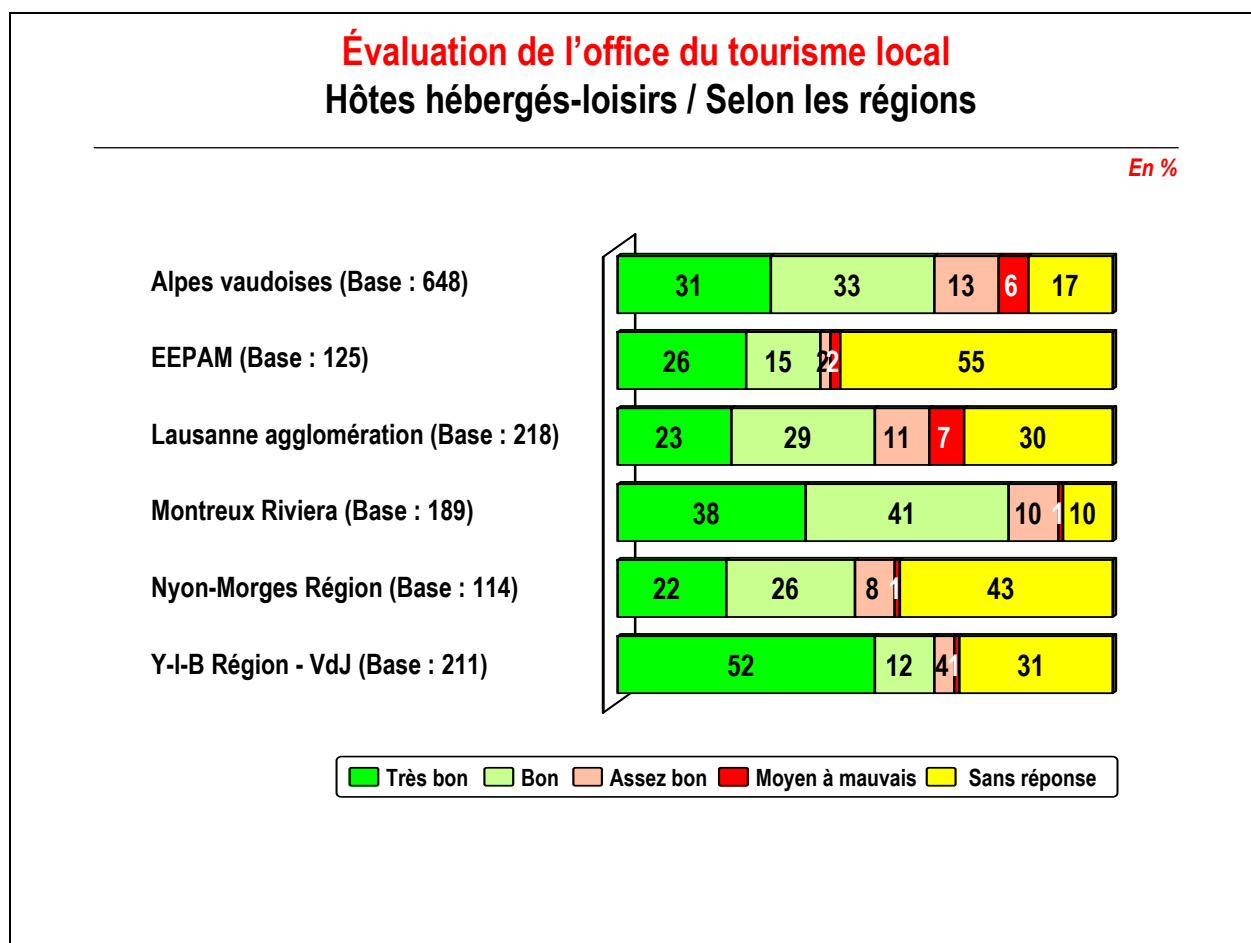 Évaluation de l’office du tourisme local
Hôtes hébergés-loisirs / Selon les régions
En %
Alpes vaudoises (Base : 648) 31 33 13 6 17
EEPAM (Base : 125) 26 15 2 2 55
Lausanne agglomération (Base : 218) 23 29 11 7 30
Montreux Riviera (Base : 189) 38 41 10 1 10
Nyon-Morges Région (Base : 114) 22 26 8 1 43
Y-I-B Région - VdJ (Base : 211) 52 12 4 1 31
Très bon Bon Assez bon Moyen à mauvais Sans réponse